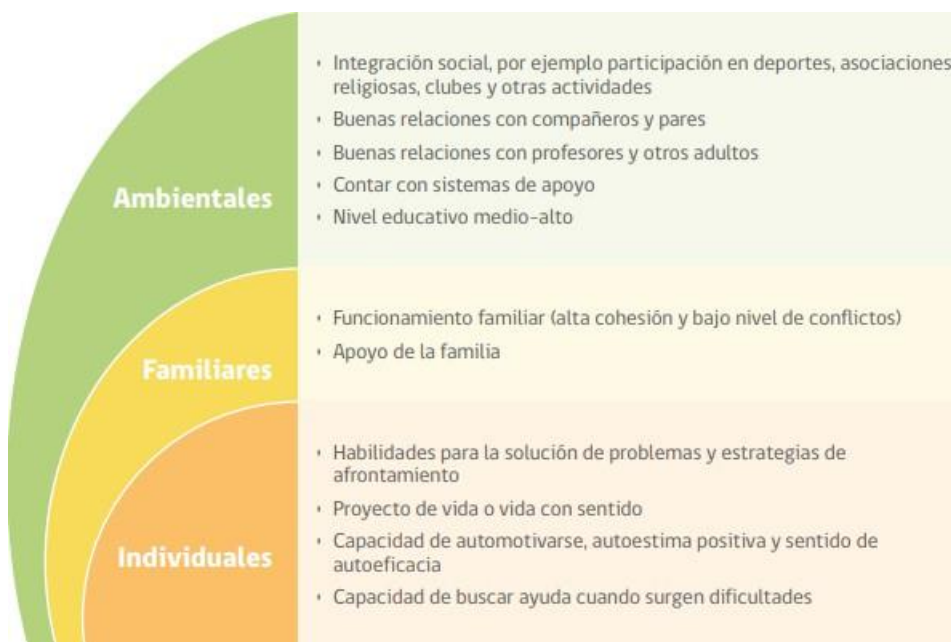 • Integración social, por ejemplo participación en deportes, asociaciones
religiosas, clubes y otras actividades
• Buenas relaciones con compañeros y pares
• Buenas relaciones con profesores y otros adultos
Ambientales
• Contar con sistemas de apoyo
• Nivel educativo medio-alto
• Funcionamiento familiar (alta cohesión y bajo nivel de conflictos)
• Apoyo de la familia
Familiares
• Habilidades para la solución de problemas y estrategias de
afrontamiento
• Proyecto de vida o vida con sentido
Individuales
• Capacidad de automotivarse, autoestima positiva y sentido de
autoeficacia
• Capacidad de buscar ayuda cuando surgen dificultades